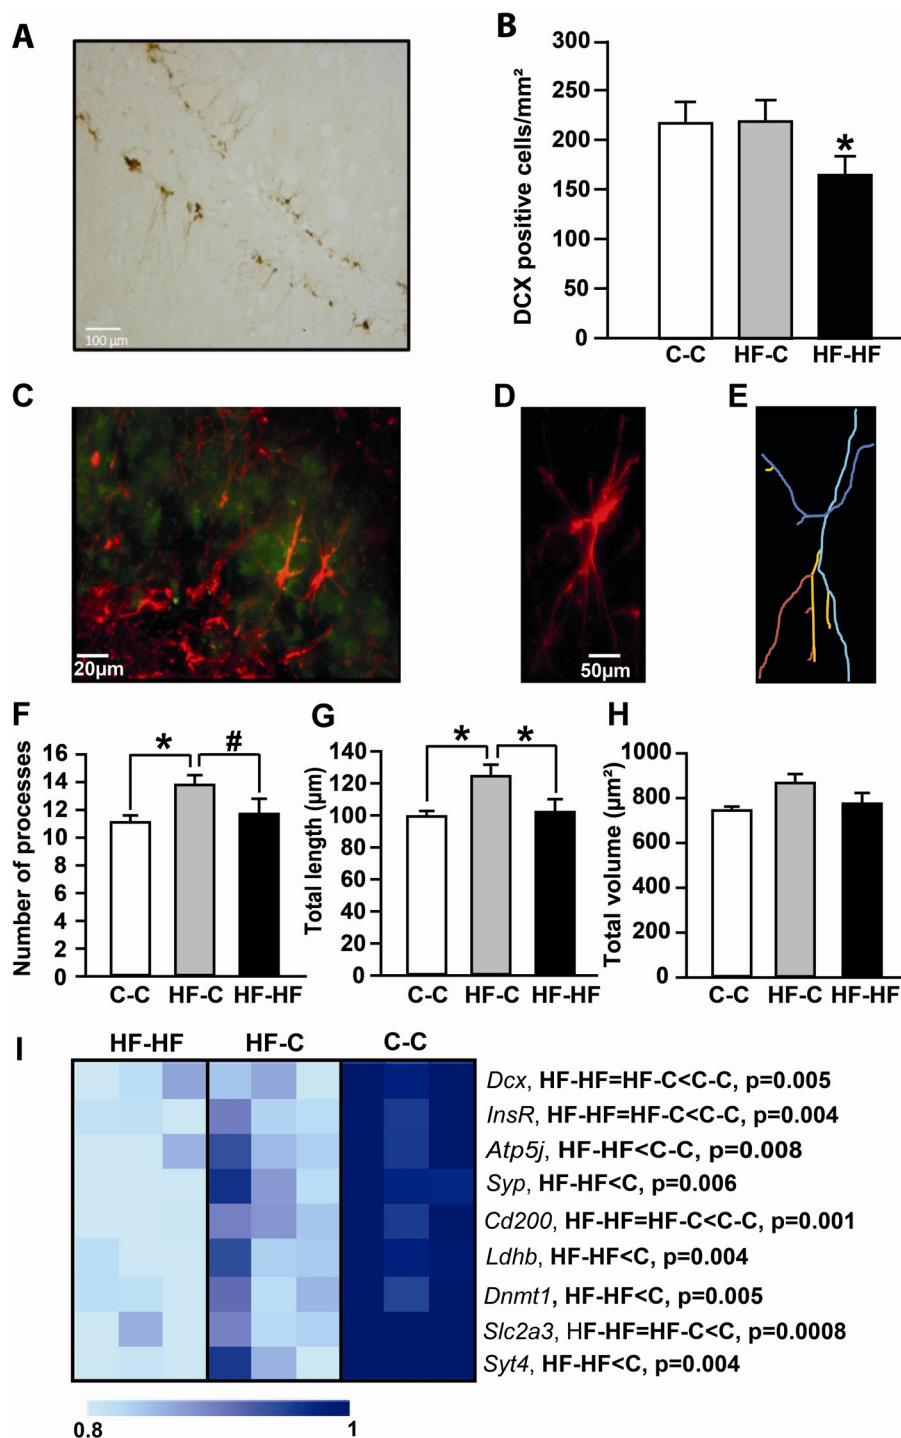 A
100 µm
B
DCX positive cells/mm²
300
250
200
150
100
50
0
*
C-C HF-C HF-HF
C
20µm
D
50µm
E
F
Number of processes
16
14
12
10
8
6
4
2
0
* #
C-C HF-C HF-HF
G
Total length (µm)
140
120
100
80
60
40
20
0
* *
C-C HF-C HF-HF
H
Total volume (µm²)
1000
800
600
400
200
0
C-C HF-C HF-HF
I
HF-HF HF-C C-C
Dcx, HF-HF=HF-C<C-C, p=0.005
InsR, HF-HF=HF-C<C-C, p=0.004
Atp5j, HF-HF<C-C, p=0.008
Syp, HF-HF<C, p=0.006
Cd200, HF-HF=HF-C<C-C, p=0.001
Ldhb, HF-HF<C, p=0.004
Dnmt1, HF-HF<C, p=0.005
Slc2a3, HF-HF=HF-C<C, p=0.0008
Syt4, HF-HF<C, p=0.004
0.8 1